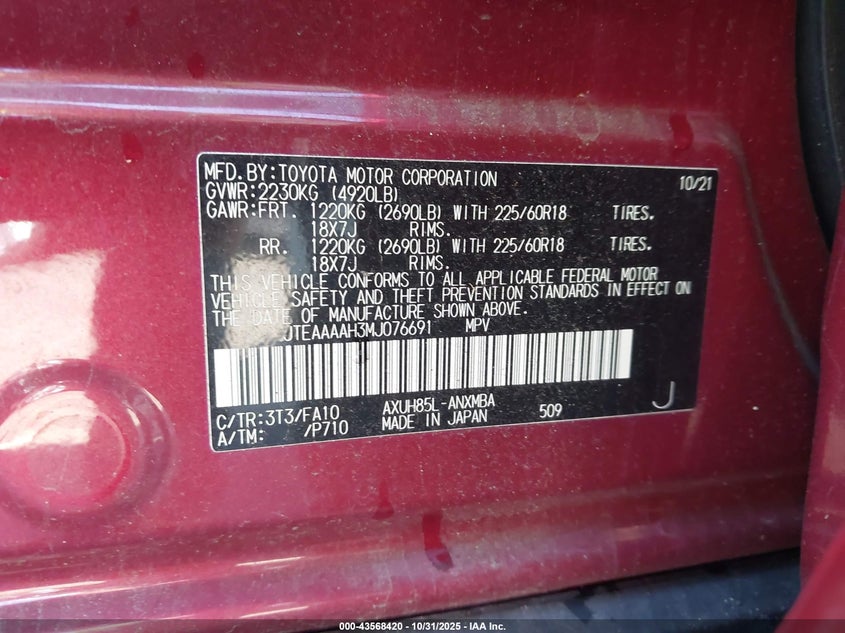 MFD.BY:TOYOTA MOTOR CORPORATION 10/21
GVWR:2230KG (4920LB)
GAWR:FRT. 1220KG (2690LB) WITH 225/60R18 TIRES.
18X7J RIMS.
RR. 1220KG (2690LB) WITH 225/60R18 TIRES.
18X7J RIMS.
THIS VEHICLE CONFORMS TO ALL APPLICABLE FEDERAL MOTOR
VEHICLE SAFETY AND THEFT PREVENTION STANDARDS IN EFFECT ON
THE DATE OF MANUFACTURE SHOWN ABOVE.
JTEAAAAH3MJ076691 MPV
C/TR:3T3/FA10 AXUH85L-ANXMBA
A/TM: /P710 MADE IN JAPAN 509 J
000-43568420 - 10/31/2025 - IAA Inc.